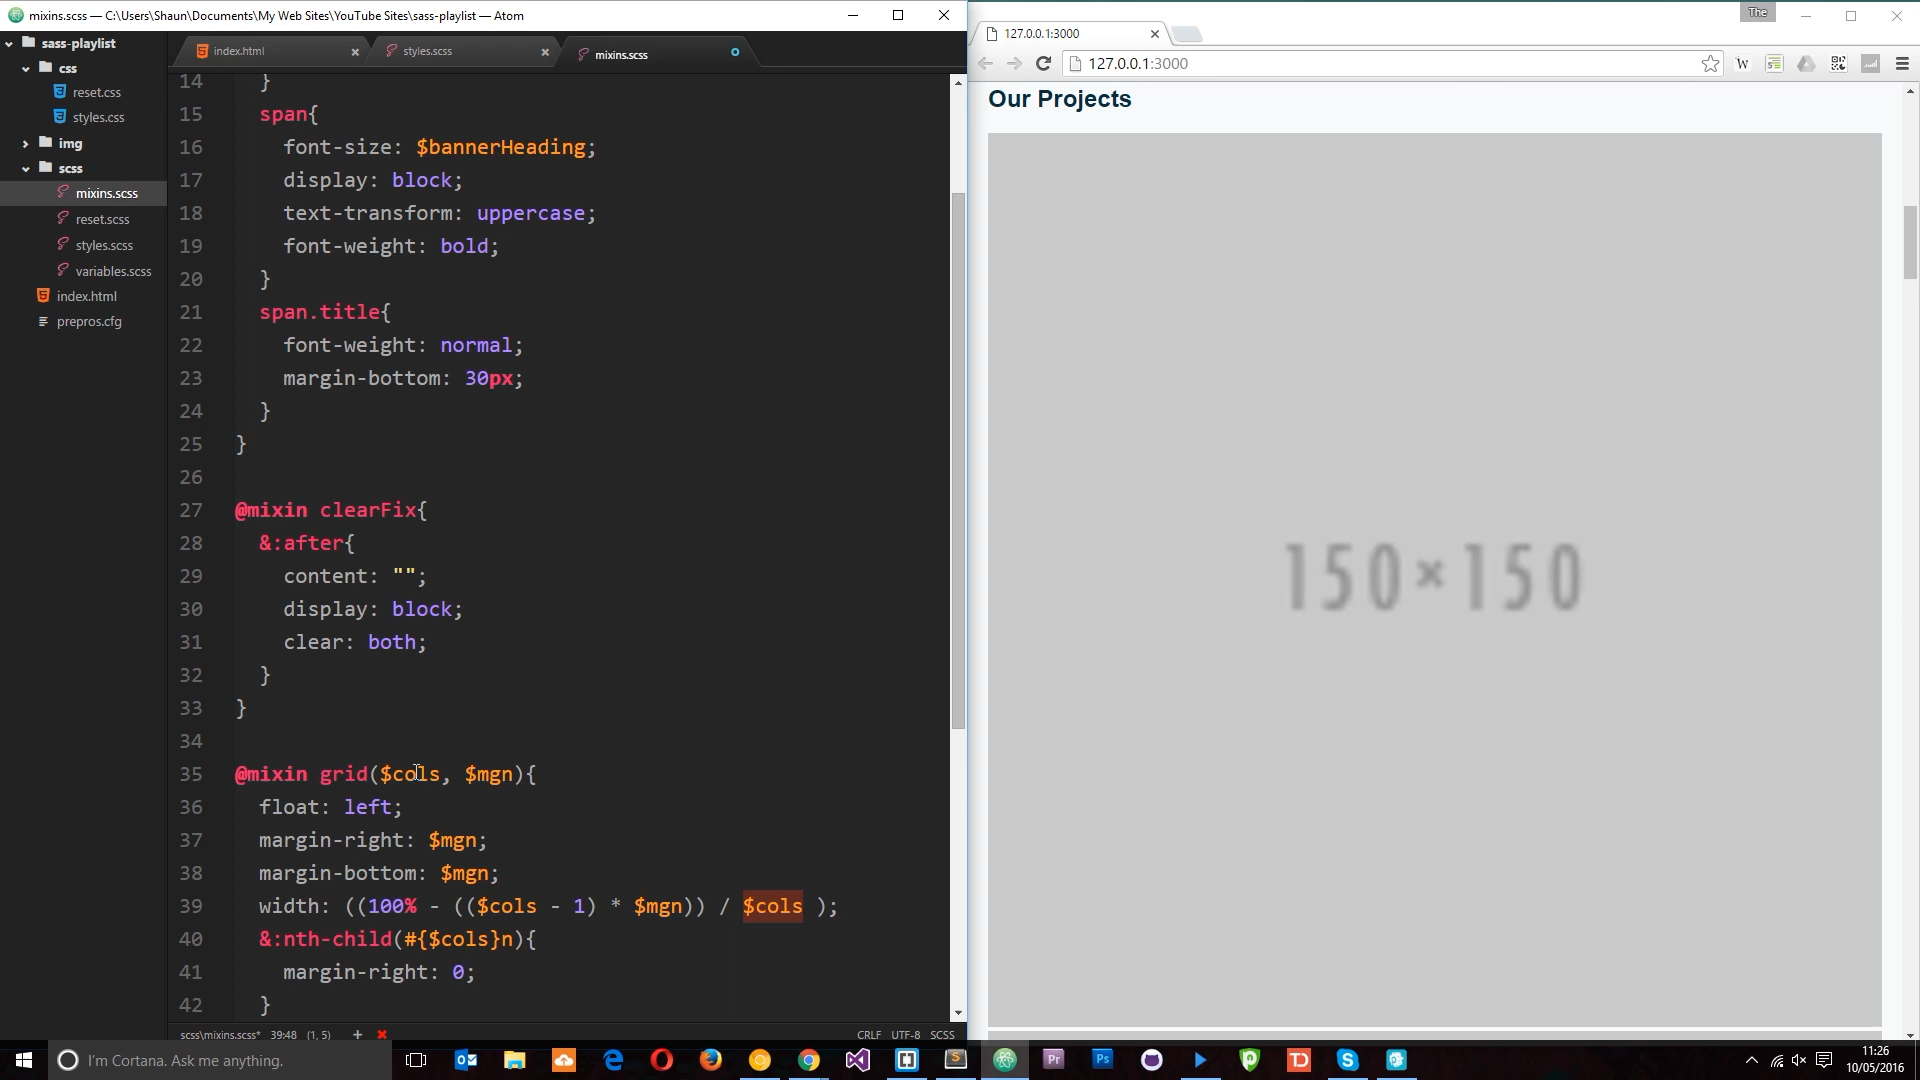 mixins.scss — C:\Users\Shaun\Documents\My Web Sites\YouTube Sites\sass-playlist — Atom
sass-playlist
css
reset.css
styles.css
img
scss
mixins.scss
reset.scss
styles.scss
variables.scss
index.html
prepros.cfg
index.html
styles.scss
mixins.scss
14 }
15 span{
16 font-size: $bannerHeading;
17 display: block;
18 text-transform: uppercase;
19 font-weight: bold;
20 }
21 span.title{
22 font-weight: normal;
23 margin-bottom: 30px;
24 }
25 }
26
27 @mixin clearFix{
28 &:after{
29 content: "";
30 display: block;
31 clear: both;
32 }
33 }
34
35 @mixin grid($cols, $mgn){
36 float: left;
37 margin-right: $mgn;
38 margin-bottom: $mgn;
39 width: ((100% - (($cols - 1) * $mgn)) / $cols );
40 &:nth-child(#{$cols}n){
41 margin-right: 0;
42 }
scss\mixins.scss* 39:48 (1, 5)
CRLF UTF-8 SCSS
The
127.0.0.1:3000
127.0.0.1:3000
Our Projects
150×150
I'm Cortana. Ask me anything.
11:26
10/05/2016